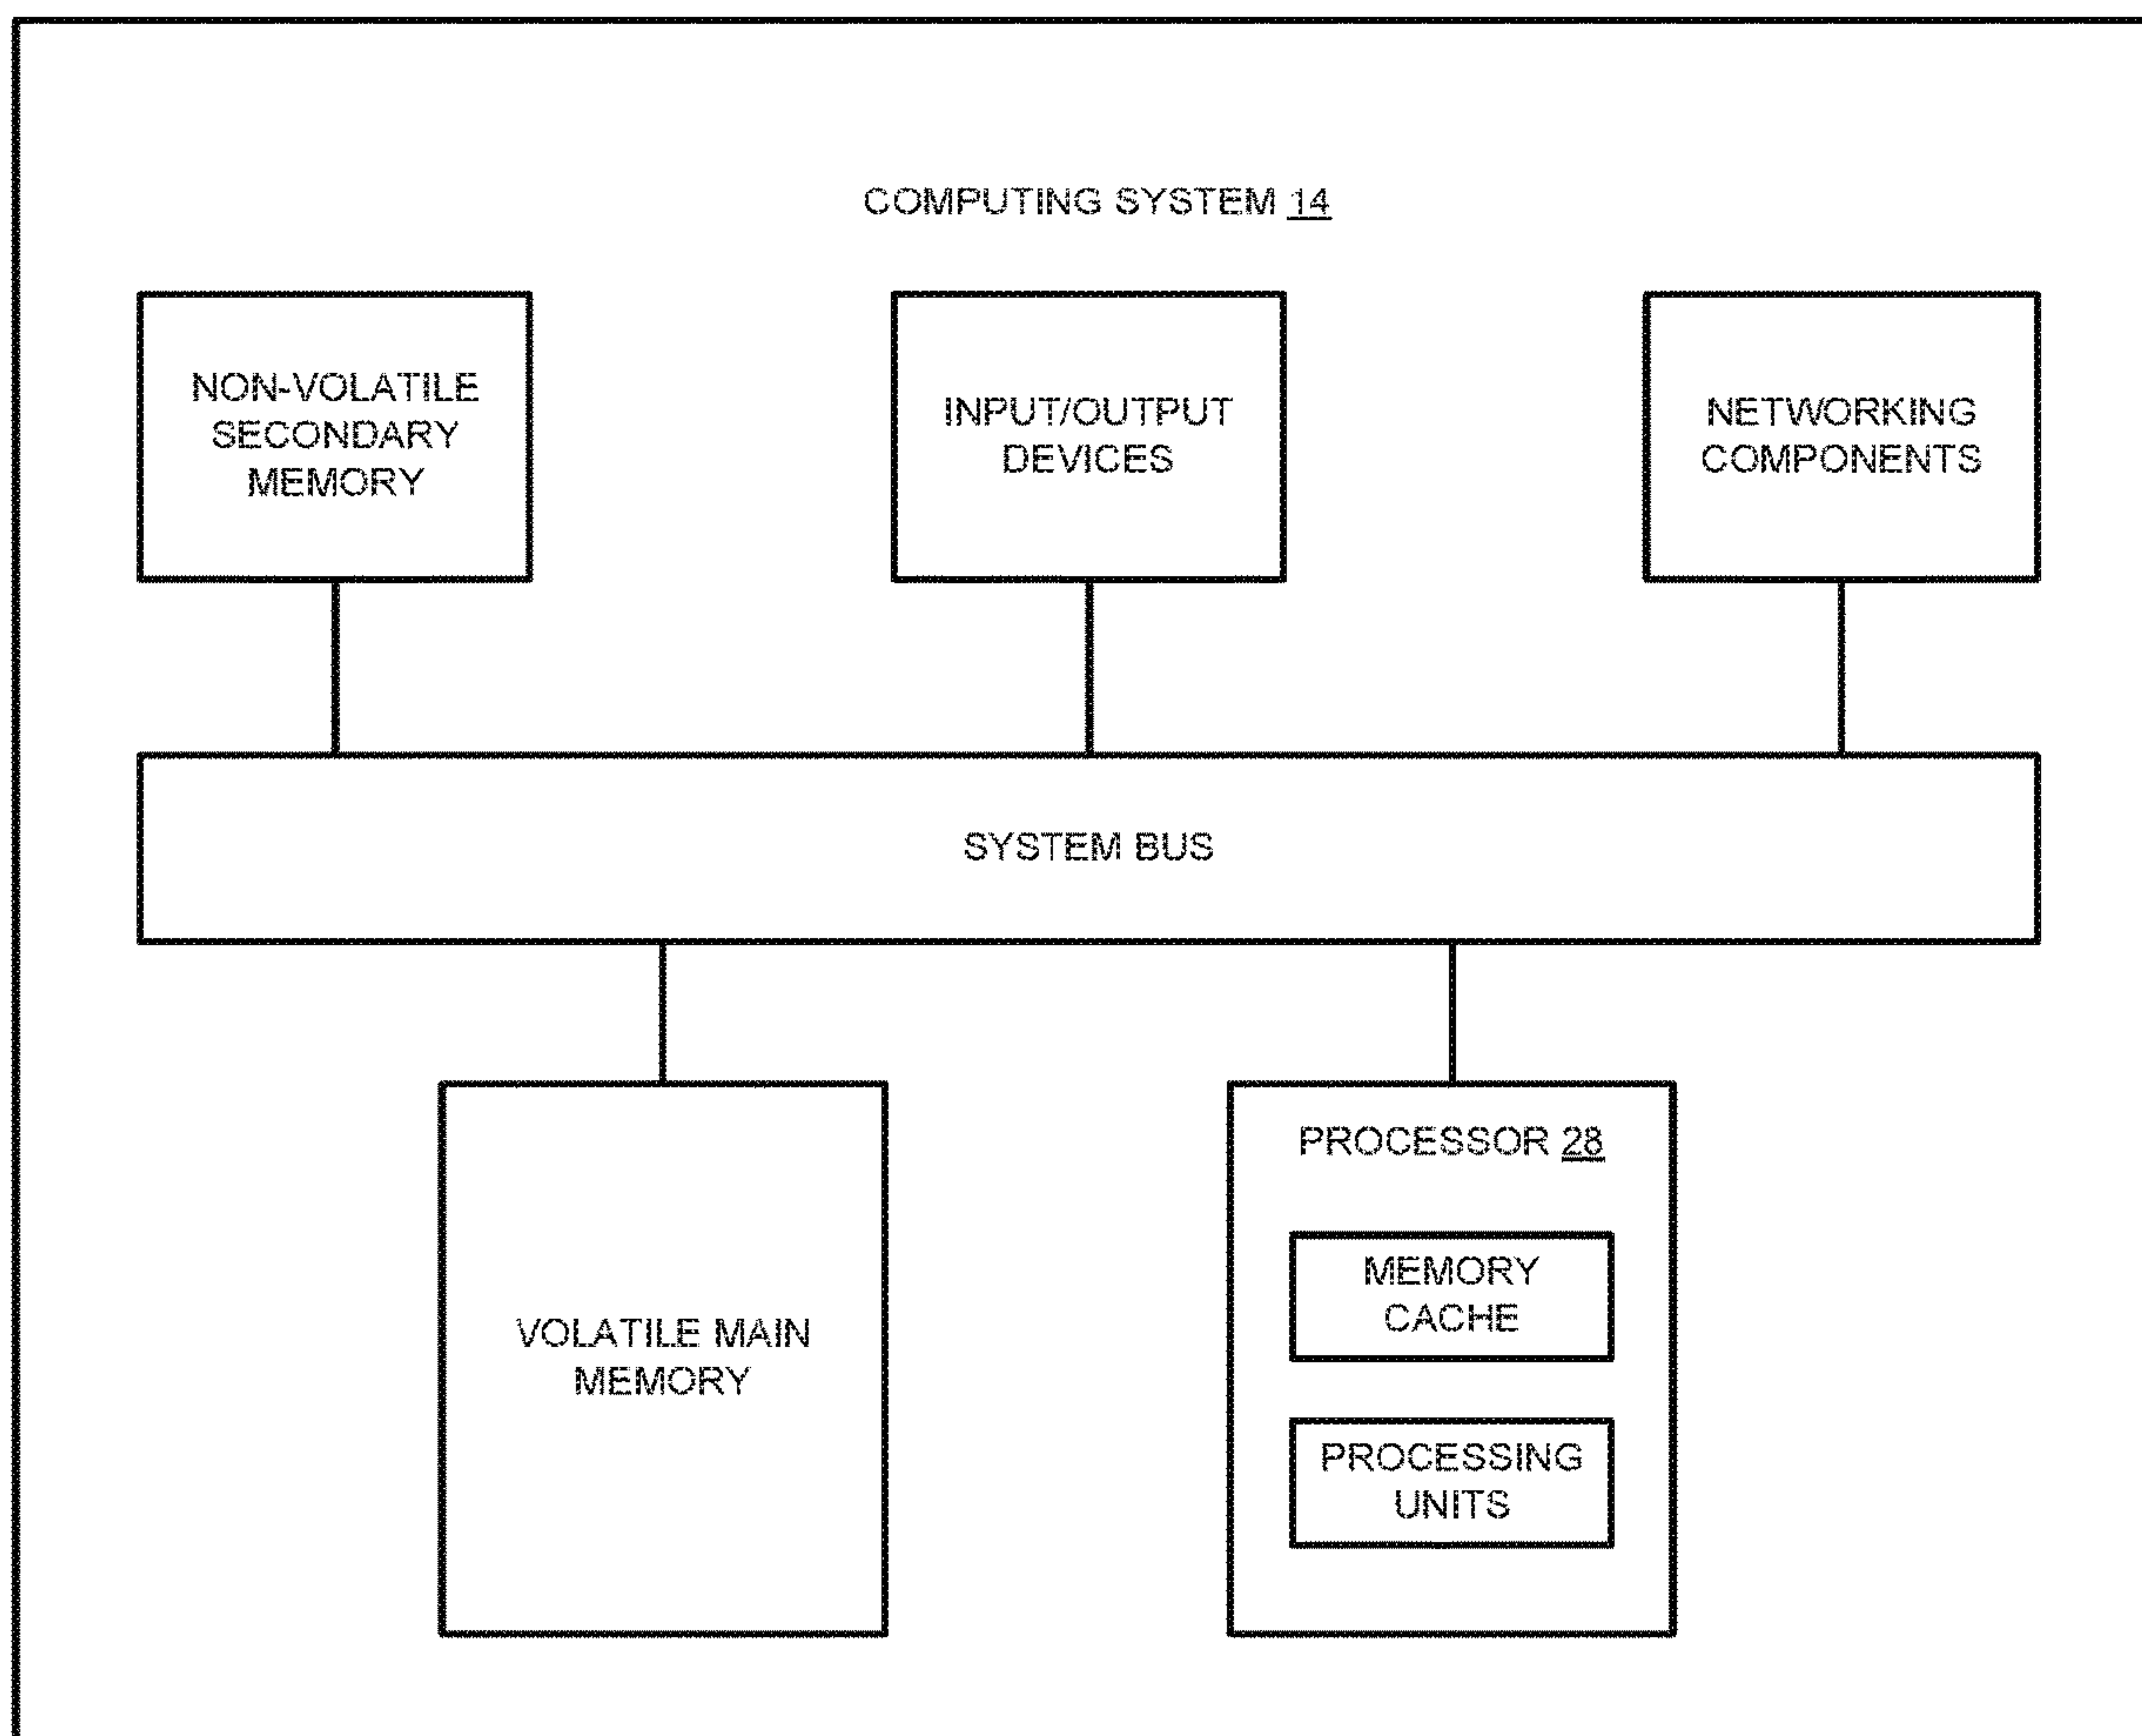 COMPUTING SYSTEM 14
NON-VOLATILE
SECONDARY
MEMORY
INPUT/OUTPUT
DEVICES
NETWORKING
COMPONENTS
SYSTEM BUS
VOLATILE MAIN
MEMORY
PROCESSOR 28
MEMORY
CACHE
PROCESSING
UNITS